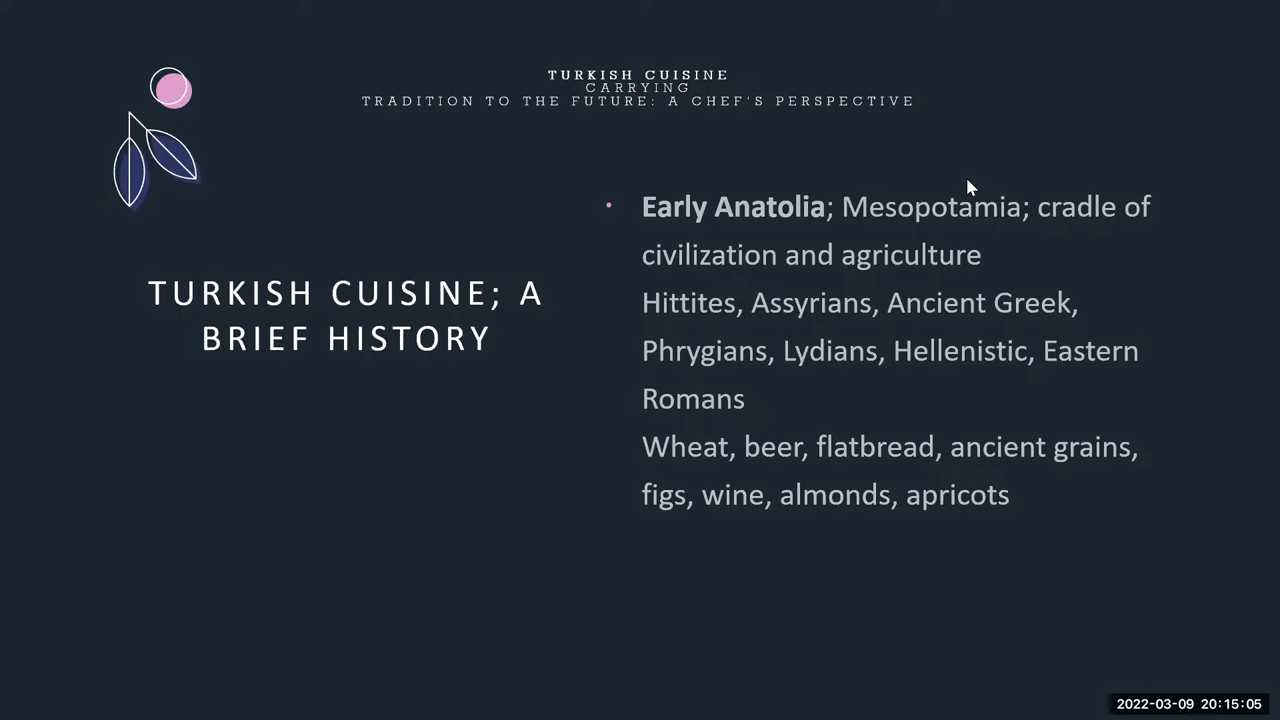 TURKISH CUISINE
CARRYING
TRADITION TO THE FUTURE: A CHEF'S PERSPECTIVE
TURKISH CUISINE; A
BRIEF HISTORY
• Early Anatolia; Mesopotamia; cradle of
civilization and agriculture
Hittites, Assyrians, Ancient Greek,
Phrygians, Lydians, Hellenistic, Eastern
Romans
Wheat, beer, flatbread, ancient grains,
figs, wine, almonds, apricots
2022-03-09 20:15:05